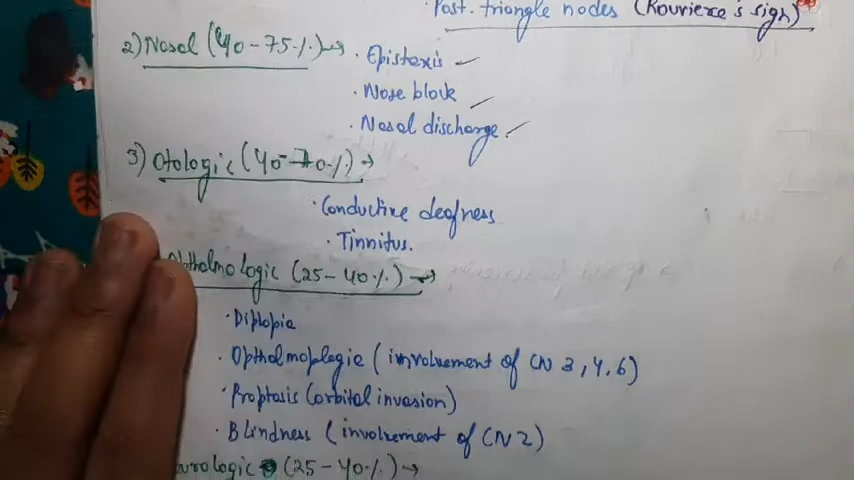 · Post. triangle nodes (Rouviere's sign)
2) Nasal (40-75%) → · Epistaxis
· Nose block
· Nasal discharge
3) Otologic (40-70%) →
· Conductive deafness
· Tinnitus.
Ophthalmologic (25-40%) →
· Diplopia
· Opthalmoplegia (involvement of CN 3, 4, 6)
· Proptosis (orbital invasion)
· Blindness (involvement of CN 2)
urologic (25-40%) →